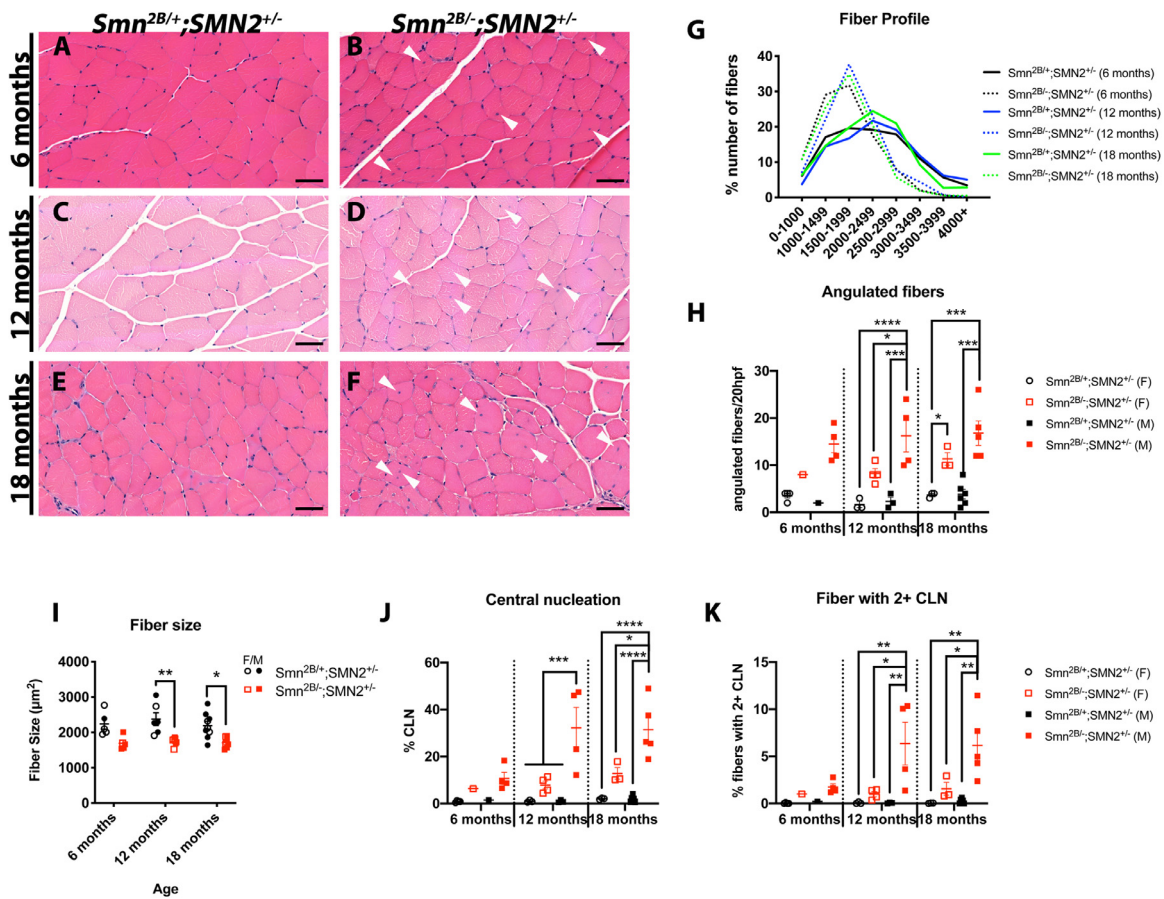 Smn2B/+;SMN2+/- Smn2B/-;SMN2+/-
A
B
6 months
C
D
12 months
E
F
18 months
G
Fiber Profile
% number of fibers
40
30
20
10
0
0-1000
1000-1499
1500-1999
2000-2499
2500-2999
3000-3499
3500-3999
4000+
Smn2B/+;SMN2+/- (6 months)
Smn2B/-;SMN2+/- (6 months)
Smn2B/+;SMN2+/- (12 months)
Smn2B/-;SMN2+/- (12 months)
Smn2B/+;SMN2+/- (18 months)
Smn2B/-;SMN2+/- (18 months)
H
Angulated fibers
angulated fibers/20hpf
30
20
10
0
****
*
***
***
***
*
6 months
12 months
18 months
Smn2B/+;SMN2+/- (F)
Smn2B/-;SMN2+/- (F)
Smn2B/+;SMN2+/- (M)
Smn2B/-;SMN2+/- (M)
I
Fiber size
Fiber Size (µm2)
4000
3000
2000
1000
0
**
*
F/M
Smn2B/+;SMN2+/-
Smn2B/-;SMN2+/-
6 months
12 months
18 months
Age
J
Central nucleation
% CLN
60
40
20
0
***
****
*
****
6 months
12 months
18 months
K
Fiber with 2+ CLN
% fibers with 2+ CLN
15
10
5
0
**
*
**
**
*
**
6 months
12 months
18 months
Smn2B/+;SMN2+/- (F)
Smn2B/-;SMN2+/- (F)
Smn2B/+;SMN2+/- (M)
Smn2B/-;SMN2+/- (M)